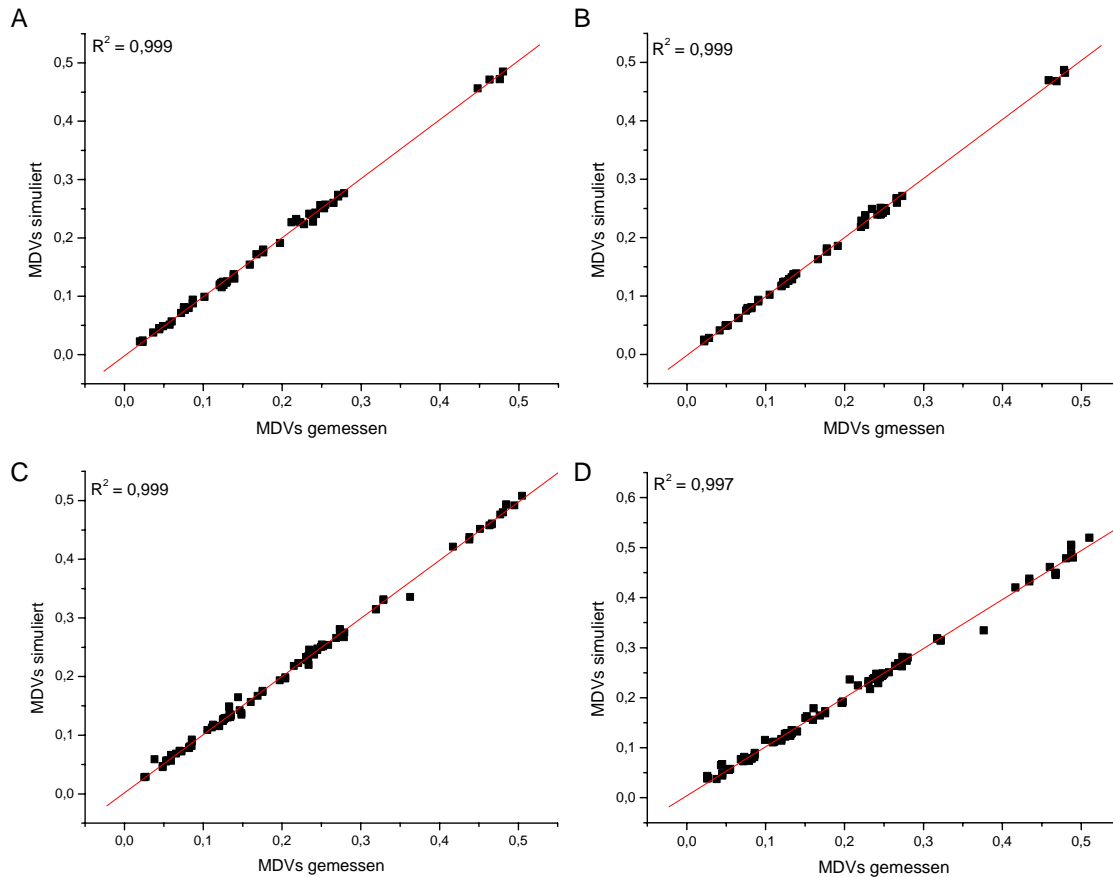 A
R² = 0,999
0,5
0,4
0,3
0,2
0,1
0,0
MDVs simuliert
0,0 0,1 0,2 0,3 0,4 0,5
MDVs gemessen
B
R² = 0,999
0,5
0,4
0,3
0,2
0,1
0,0
MDVs simuliert
0,0 0,1 0,2 0,3 0,4 0,5
MDVs gmessen
C
R² = 0,999
0,5
0,4
0,3
0,2
0,1
0,0
MDVs simuliert
0,0 0,1 0,2 0,3 0,4 0,5
MDVs gemessen
D
R² = 0,997
0,6
0,5
0,4
0,3
0,2
0,1
0,0
MDVs simuliert
0,0 0,1 0,2 0,3 0,4 0,5
MDVs gemessen